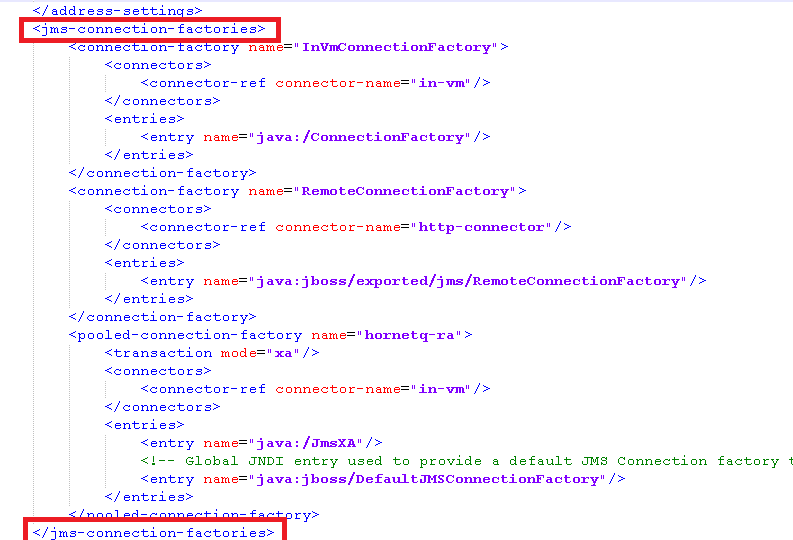 </address-settings>
<jms-connection-factories>
<connection-factory name="InVmConnectionFactory">
<connectors>
<connector-ref connector-name="in-vm"/>
</connectors>
<entries>
<entry name="java:/ConnectionFactory"/>
</entries>
</connection-factory>
<connection-factory name="RemoteConnectionFactory">
<connectors>
<connector-ref connector-name="http-connector"/>
</connectors>
<entries>
<entry name="java:jboss/exported/jms/RemoteConnectionFactory"/>
</entries>
</connection-factory>
<pooled-connection-factory name="hornetq-ra">
<transaction mode="xa"/>
<connectors>
<connector-ref connector-name="in-vm"/>
</connectors>
<entries>
<entry name="java:/JmsXA"/>
<!-- Global JNDI entry used to provide a default JMS Connection factory t
<entry name="java:jboss/DefaultJMSConnectionFactory"/>
</entries>
</pooled-connection-factory>
</jms-connection-factories>